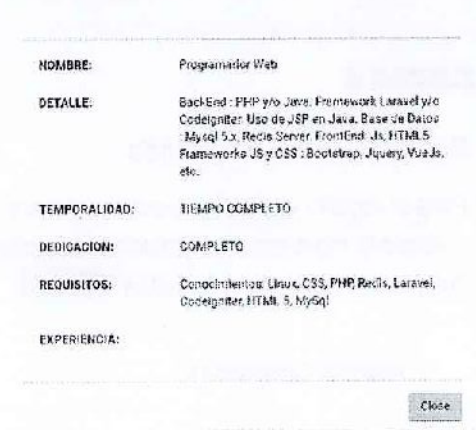 NOMBRE: Programador Web
DETALLE: BackEnd : PHP y/o Java. Framework Laravel y/o
Codeigniter. Uso de JSP en Java. Base de Datos
: Mysql 5.x, Redis Server. FrontEnd: Js, HTML5
Frameworks JS y CSS : Bootstrap, Jquery, VueJs,
etc.
TEMPORALIDAD: TIEMPO COMPLETO
DEDICACION: COMPLETO
REQUISITOS: Conocimientos: Linux, CSS, PHP, Redis, Laravel,
Codeigniter, HTML 5, MySql
EXPERIENCIA:
Close